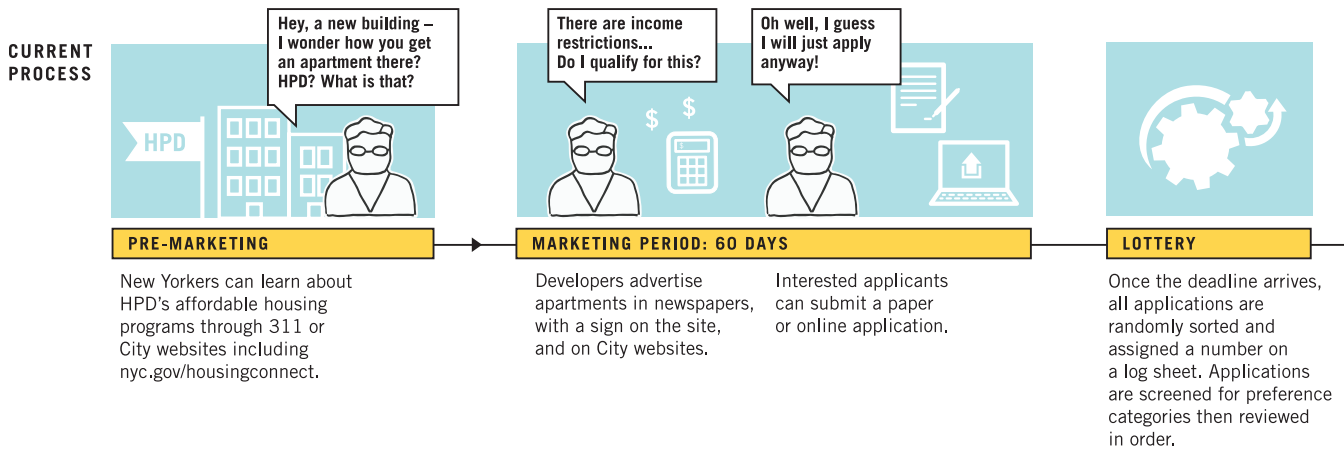 CURRENT
PROCESS
Hey, a new building –
I wonder how you get
an apartment there?
HPD? What is that?
HPD
PRE-MARKETING
New Yorkers can learn about
HPD's affordable housing
programs through 311 or
City websites including
nyc.gov/housingconnect.
There are income
restrictions...
Do I qualify for this?
$
$
$
Oh well, I guess
I will just apply
anyway!
MARKETING PERIOD: 60 DAYS
Developers advertise
apartments in newspapers,
with a sign on the site,
and on City websites.
Interested applicants
can submit a paper
or online application.
LOTTERY
Once the deadline arrives,
all applications are
randomly sorted and
assigned a number on
a log sheet. Applications
are screened for preference
categories then reviewed
in order.